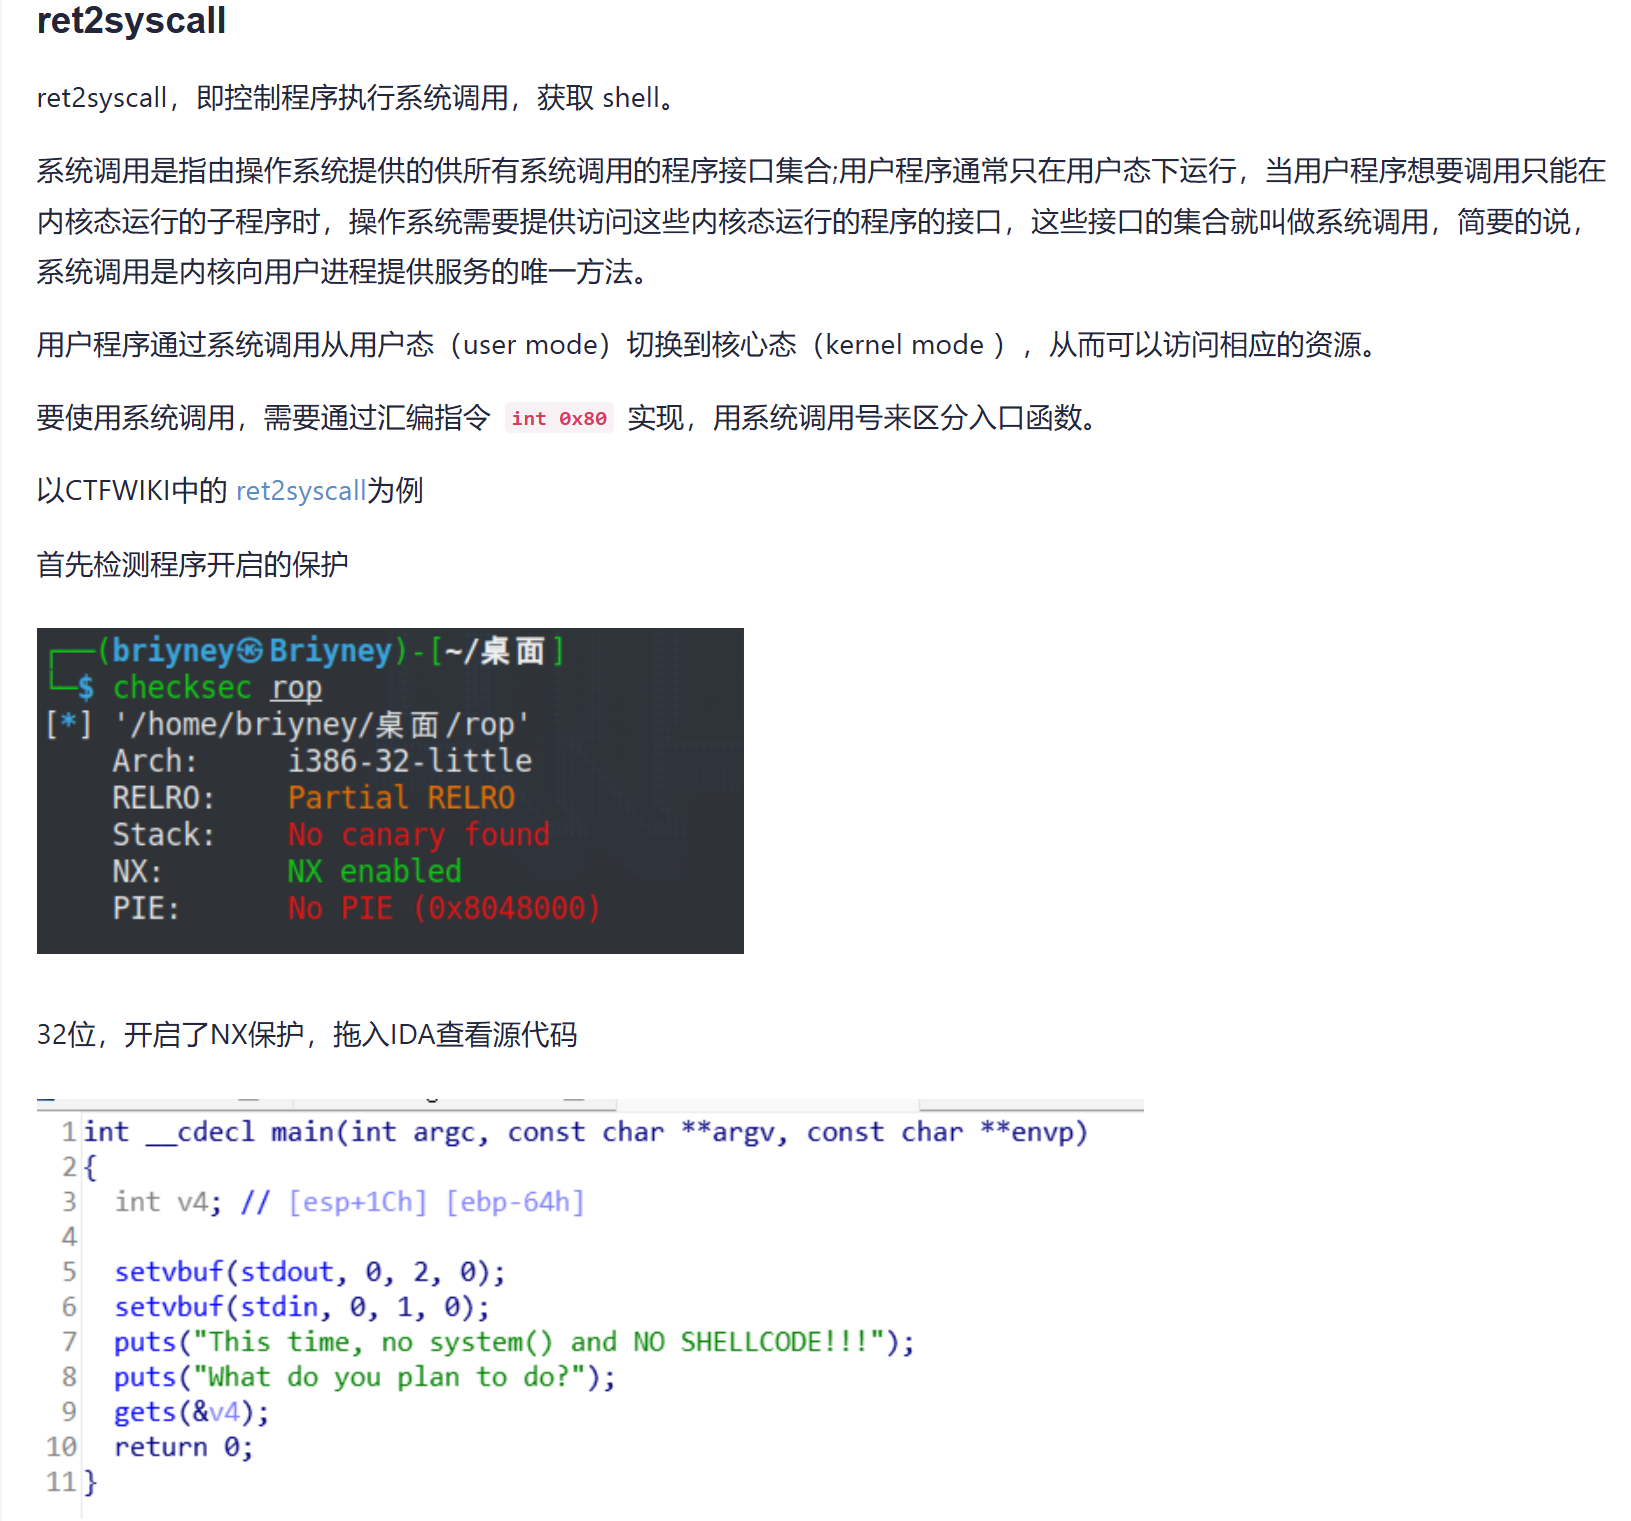 ret2syscall
ret2syscall，即控制程序执行系统调用，获取 shell。
系统调用是指由操作系统提供的供所有系统调用的程序接口集合;用户程序通常只在用户态下运行，当用户程序想要调用只能在
内核态运行的子程序时，操作系统需要提供访问这些内核态运行的程序的接口，这些接口的集合就叫做系统调用，简要的说，
系统调用是内核向用户进程提供服务的唯一方法。
用户程序通过系统调用从用户态（user mode）切换到核心态（kernel mode ），从而可以访问相应的资源。
要使用系统调用，需要通过汇编指令 int 0x80 实现，用系统调用号来区分入口函数。
以CTFWIKI中的 ret2syscall为例
首先检测程序开启的保护
┌──(briyney㉿Briyney)-[~/桌面]
└─$ checksec rop
[*] '/home/briyney/桌面/rop'
Arch: i386-32-little
RELRO: Partial RELRO
Stack: No canary found
NX: NX enabled
PIE: No PIE (0x8048000)
32位，开启了NX保护，拖入IDA查看源代码
1 int __cdecl main(int argc, const char **argv, const char **envp)
2 {
3 int v4; // [esp+1Ch] [ebp-64h]
4
5 setvbuf(stdout, 0, 2, 0);
6 setvbuf(stdin, 0, 1, 0);
7 puts("This time, no system() and NO SHELLCODE!!!");
8 puts("What do you plan to do?");
9 gets(&v4);
10 return 0;
11 }